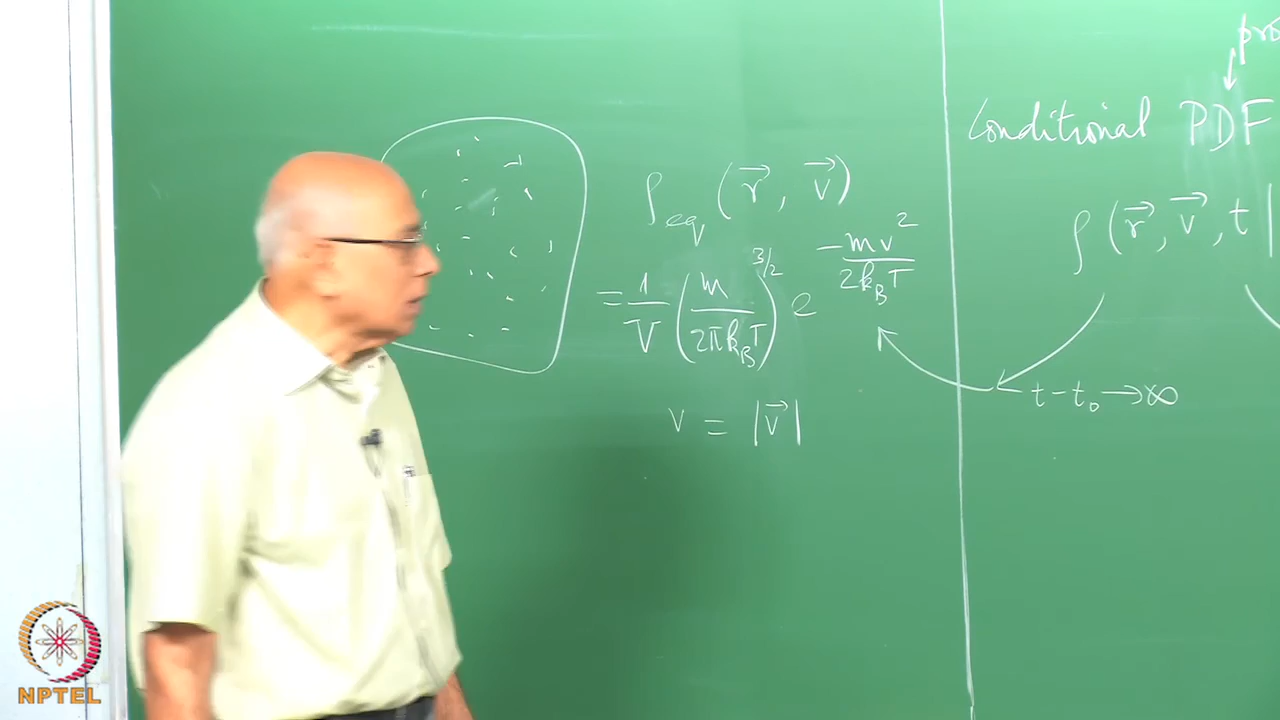 ρ_eq (r⃗, v⃗)
= 1/V (m/2πk_BT)^{3/2} e^{-mv²/2k_BT}
v ≡ |v⃗|
Conditional PDF
ρ(r⃗, v⃗, t |
t - t₀ → ∞
NPTEL